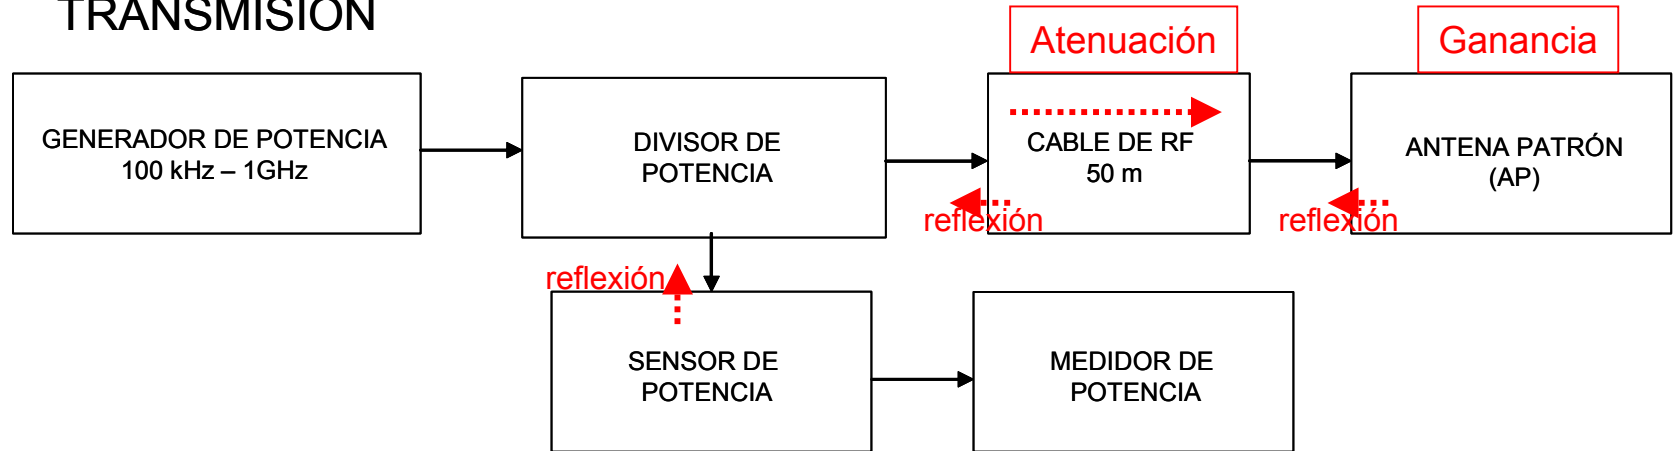 TRANSMISIÓN
Atenuación
Ganancia
GENERADOR DE POTENCIA
100 kHz – 1GHz
DIVISOR DE
POTENCIA
CABLE DE RF
50 m
ANTENA PATRÓN
(AP)
reflexión
reflexión
reflexión
SENSOR DE
POTENCIA
MEDIDOR DE
POTENCIA